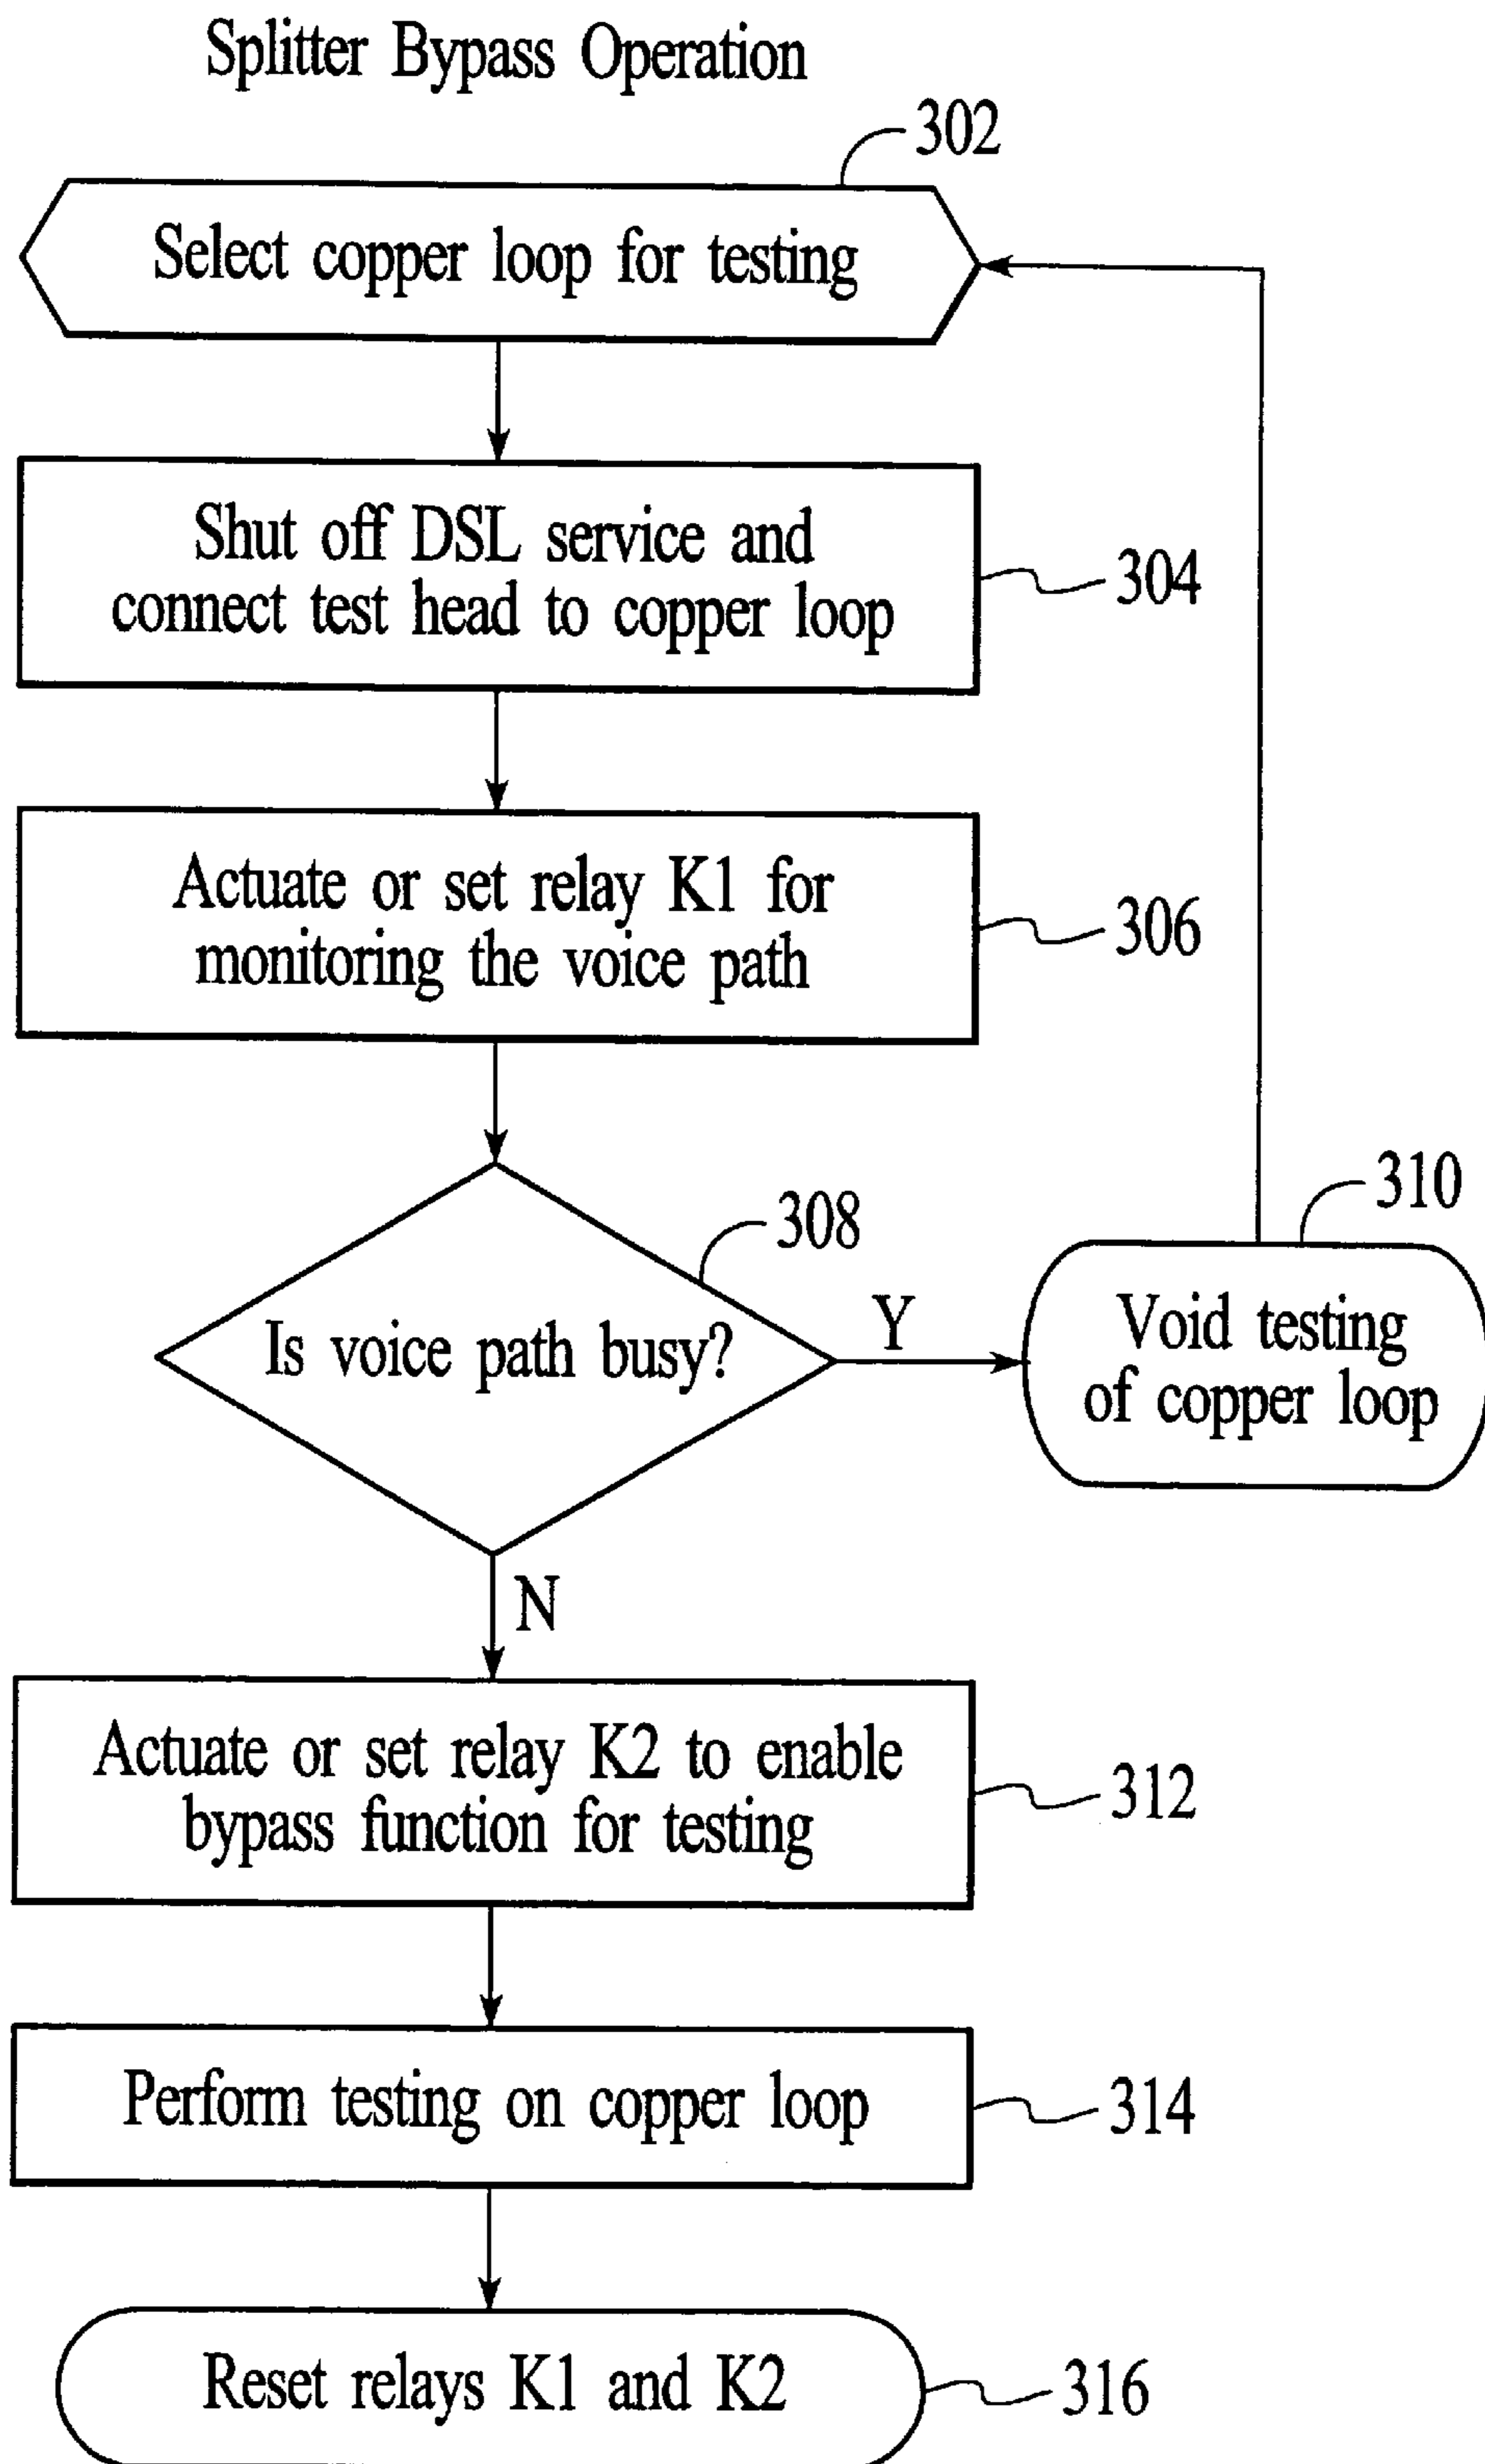 Splitter Bypass Operation
302
Select copper loop for testing
Shut off DSL service and
connect test head to copper loop
304
Actuate or set relay K1 for
monitoring the voice path
306
308
Is voice path busy?
Y
310
Void testing
of copper loop
N
Actuate or set relay K2 to enable
bypass function for testing
312
Perform testing on copper loop
314
Reset relays K1 and K2
316